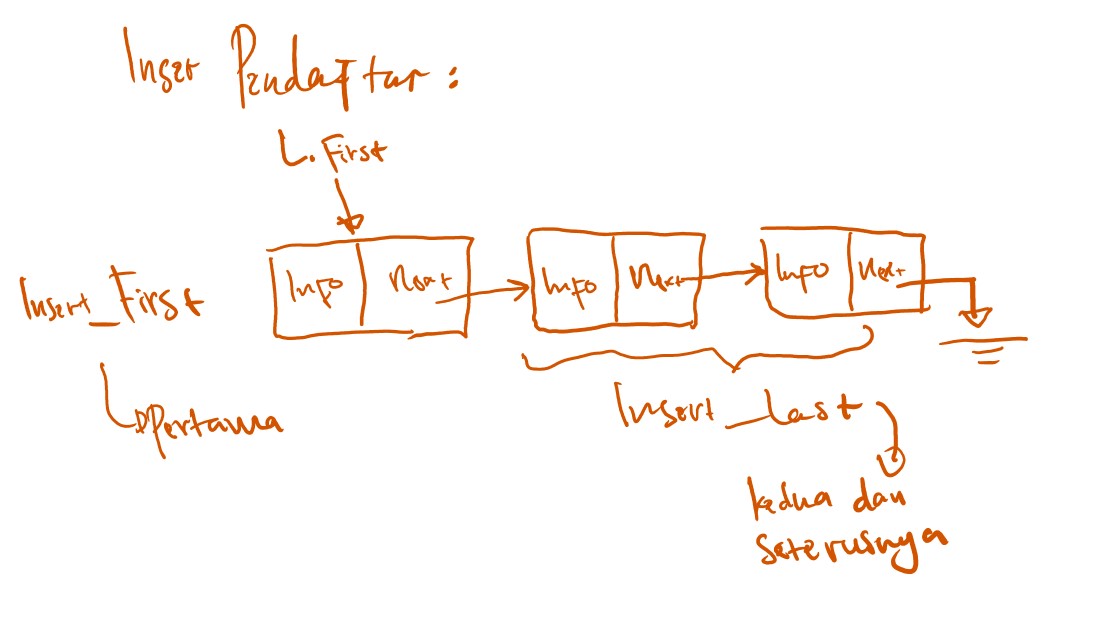 Inser Pendaftar :
L. First
Info next Info Next Info Next
Insert_First
Insert_last
Pertama
kedua dan
seterusnya